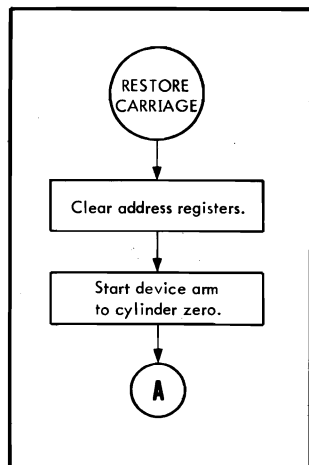 RESTORE
CARRIAGE
Clear address registers.
Start device arm
to cylinder zero.
A